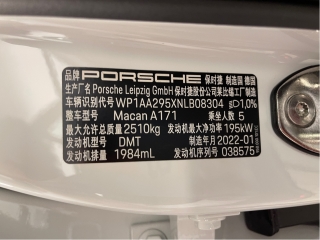 品牌 PORSCHE 保时捷 制造国 德国
生产厂名 Porsche Leipzig GmbH 保时捷股份公司莱比锡工厂制造
车辆识别代号 WP1AA295XNLB08304 1,0%
整车型号 Macan A171 乘坐人数 5
最大允许总质量 2510kg 发动机最大净功率 195kW
发动机型号 DMT 制造年月 2022-01
发动机排量 1984mL 发动机序列号 038575